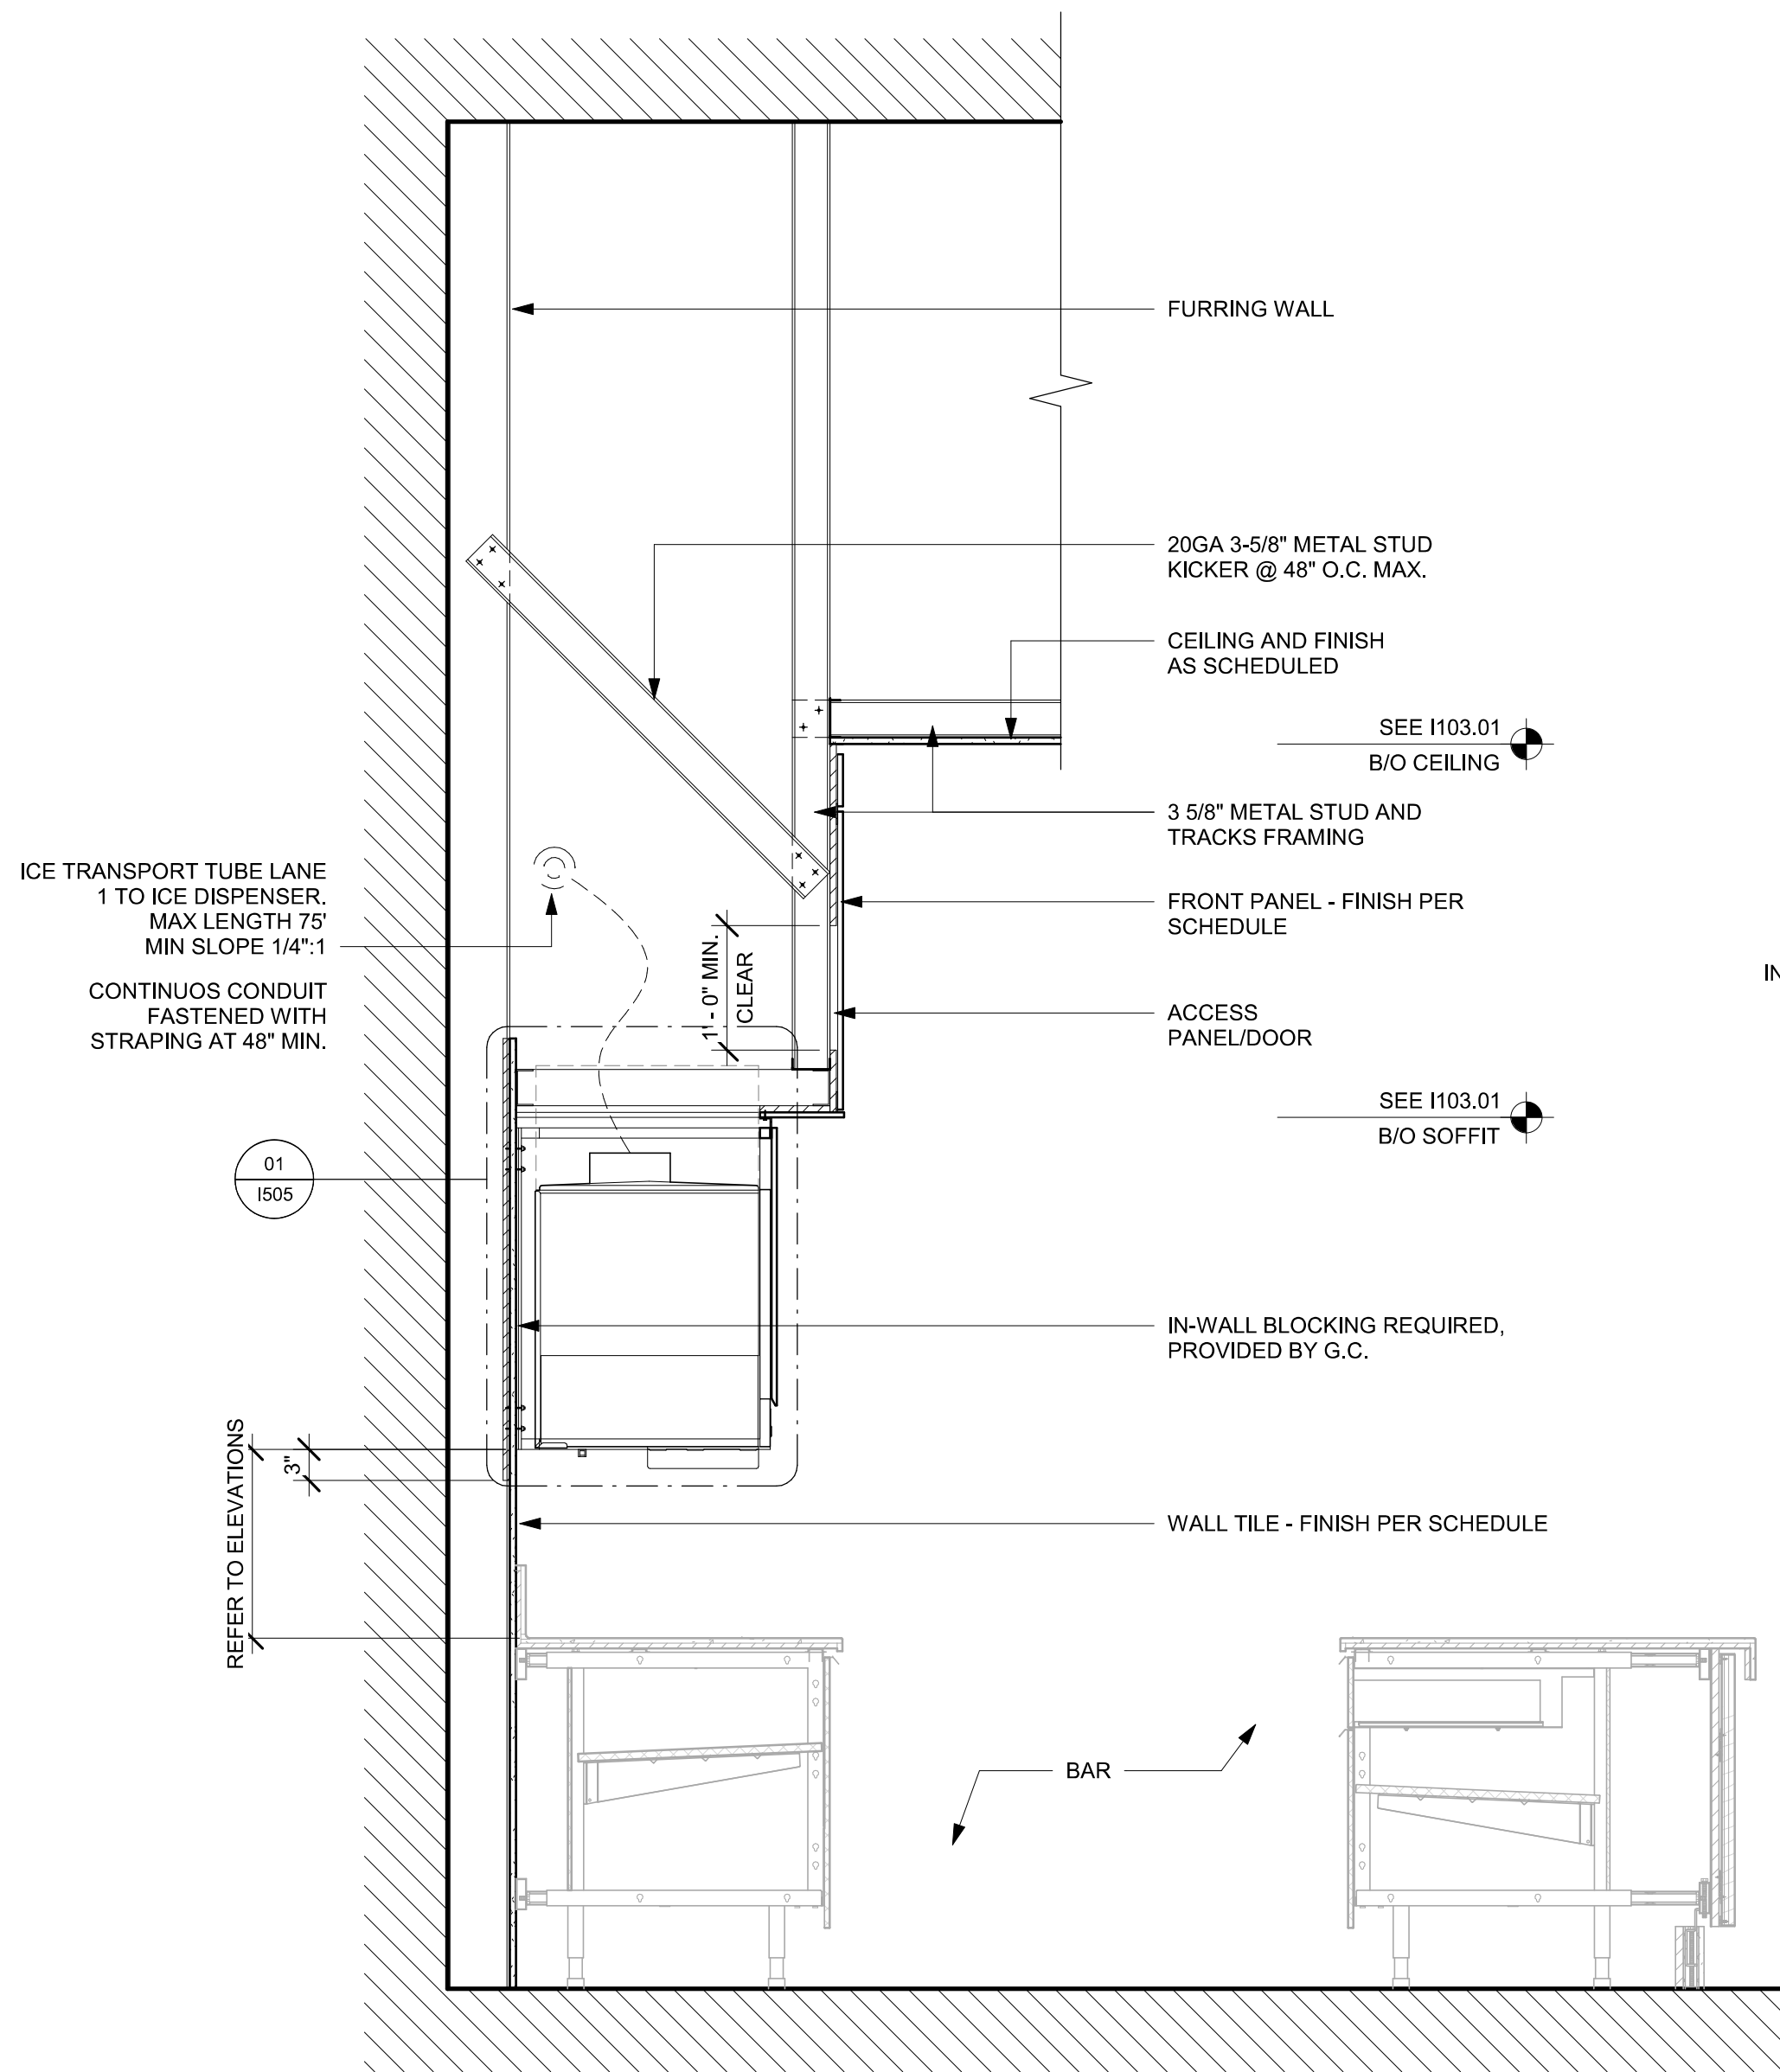 FURRING WALL
20GA 3-5/8" METAL STUD
KICKER @ 48" O.C. MAX.
CEILING AND FINISH
AS SCHEDULED
SEE I103.01
B/O CEILING
3 5/8" METAL STUD AND
TRACKS FRAMING
ICE TRANSPORT TUBE LANE
1 TO ICE DISPENSER.
MAX LENGTH 75'
MIN SLOPE 1/4":1
CONTINUOS CONDUIT
FASTENED WITH
STRAPING AT 48" MIN.
1' - 0" MIN.
CLEAR
FRONT PANEL - FINISH PER
SCHEDULE
IN
ACCESS
PANEL/DOOR
SEE I103.01
B/O SOFFIT
01
I505
IN-WALL BLOCKING REQUIRED,
PROVIDED BY G.C.
REFER TO ELEVATIONS
3"
WALL TILE - FINISH PER SCHEDULE
BAR